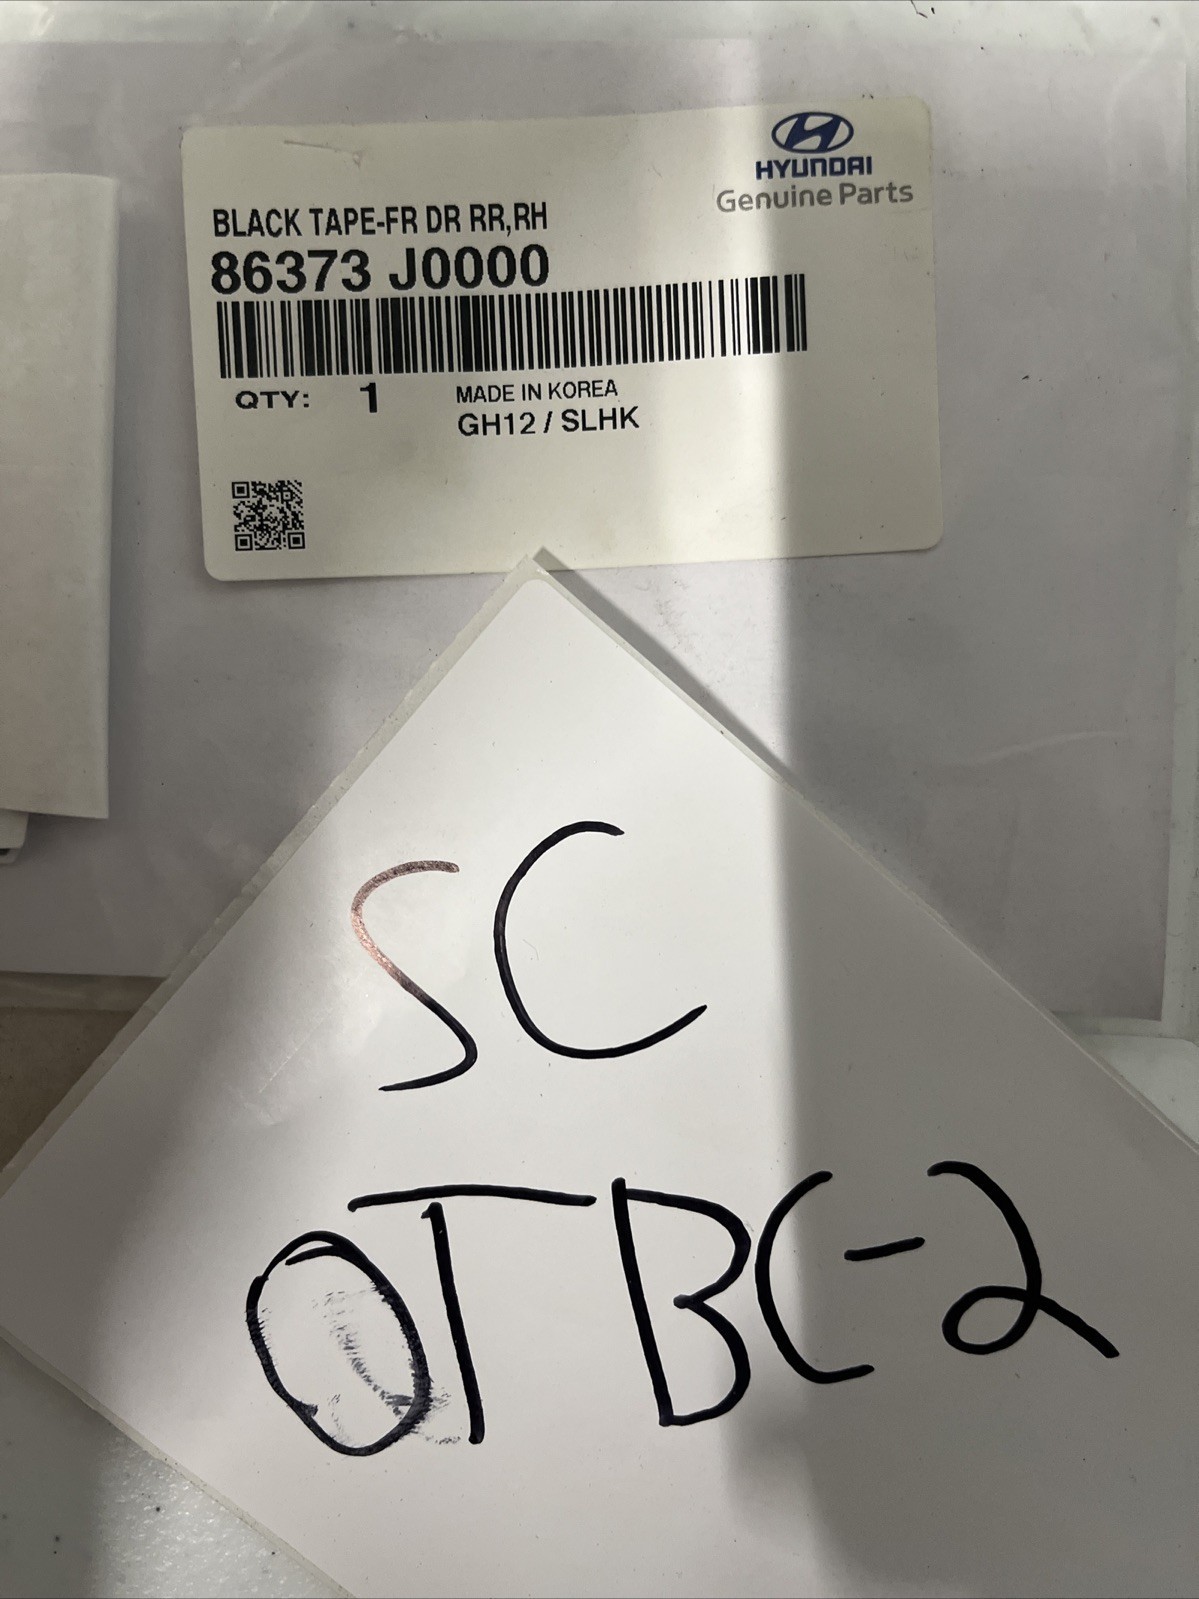 HYUNDAI
Genuine Parts
BLACK TAPE-FR DR RR,RH
86373 J0000
QTY: 1 MADE IN KOREA
GH12 / SLHK
SC
OTBC-2